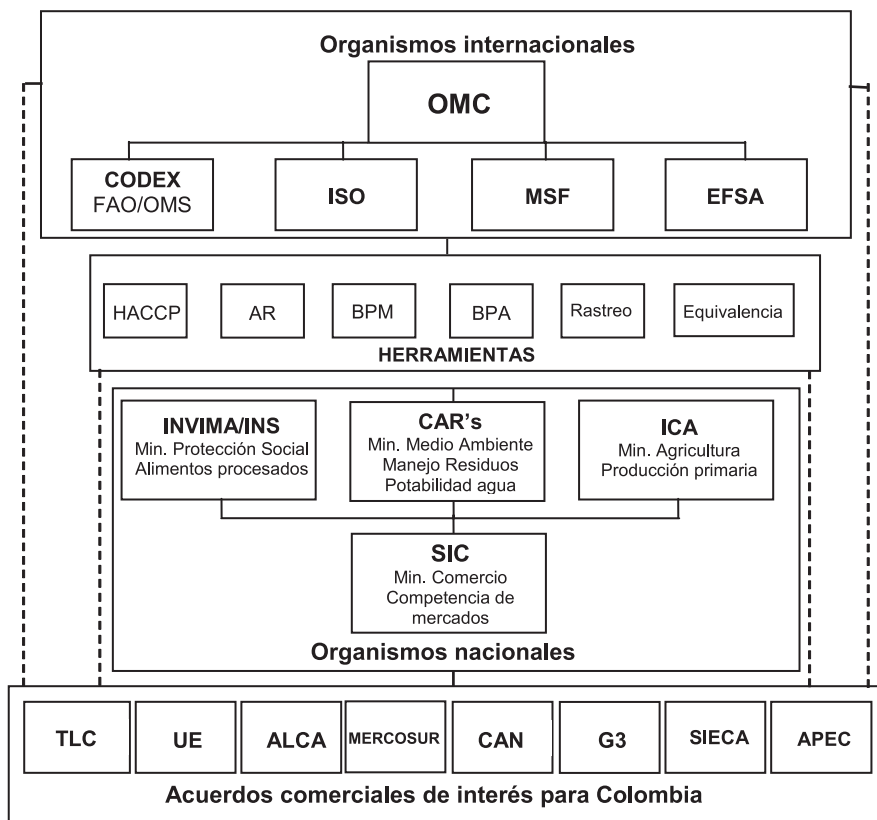 Organismos internacionales
OMC
CODEX
FAO/OMS
ISO
MSF
EFSA
HACCP
AR
BPM
BPA
Rastreo
Equivalencia
HERRAMIENTAS
INVIMA/INS
Min. Protección Social
Alimentos procesados
CAR's
Min. Medio Ambiente
Manejo Residuos
Potabilidad agua
ICA
Min. Agricultura
Producción primaria
SIC
Min. Comercio
Competencia de
mercados
Organismos nacionales
TLC
UE
ALCA
MERCOSUR
CAN
G3
SIECA
APEC
Acuerdos comerciales de interés para Colombia